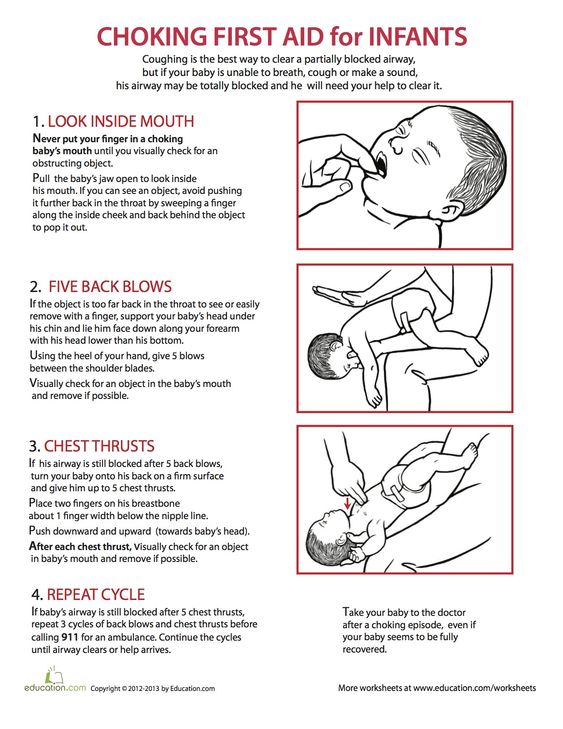 CHOKING FIRST AID for INFANTS
Coughing is the best way to clear a partially blocked airway,
but if your baby is unable to breath, cough or make a sound,
his airway may be totally blocked and he will need your help to clear it.
1. LOOK INSIDE MOUTH
Never put your finger in a choking
baby's mouth until you visually check for an
obstructing object.
Pull the baby's jaw open to look inside
his mouth. If you can see an object, avoid pushing
it further back in the throat by sweeping a finger
along the inside cheek and back behind the object
to pop it out.
2. FIVE BACK BLOWS
If the object is too far back in the throat to see or easily
remove with a finger, support your baby's head under
his chin and lie him face down along your forearm
with his head lower than his bottom.
Using the heel of your hand, give 5 blows
between the shoulder blades.
Visually check for an object in the baby's mouth
and remove if possible.
3. CHEST THRUSTS
If his airway is still blocked after 5 back blows,
turn your baby onto his back on a firm surface
and give him up to 5 chest thrusts.
Place two fingers on his breastbone
about 1 finger width below the nipple line.
Push downward and upward (towards baby's head).
After each chest thrust, Visually check for an object
in baby's mouth and remove if possible.
4. REPEAT CYCLE
If baby's airway is still blocked after 5 chest thrusts,
repeat 3 cycles of back blows and chest thrusts before
calling 911 for an ambulance. Continue the cycles
until airway clears or help arrives.
Take your baby to the doctor
after a choking episode, even if
your baby seems to be fully
recovered.
education.com Copyright © 2012-2013 by Education.com
More worksheets at www.education.com/worksheets